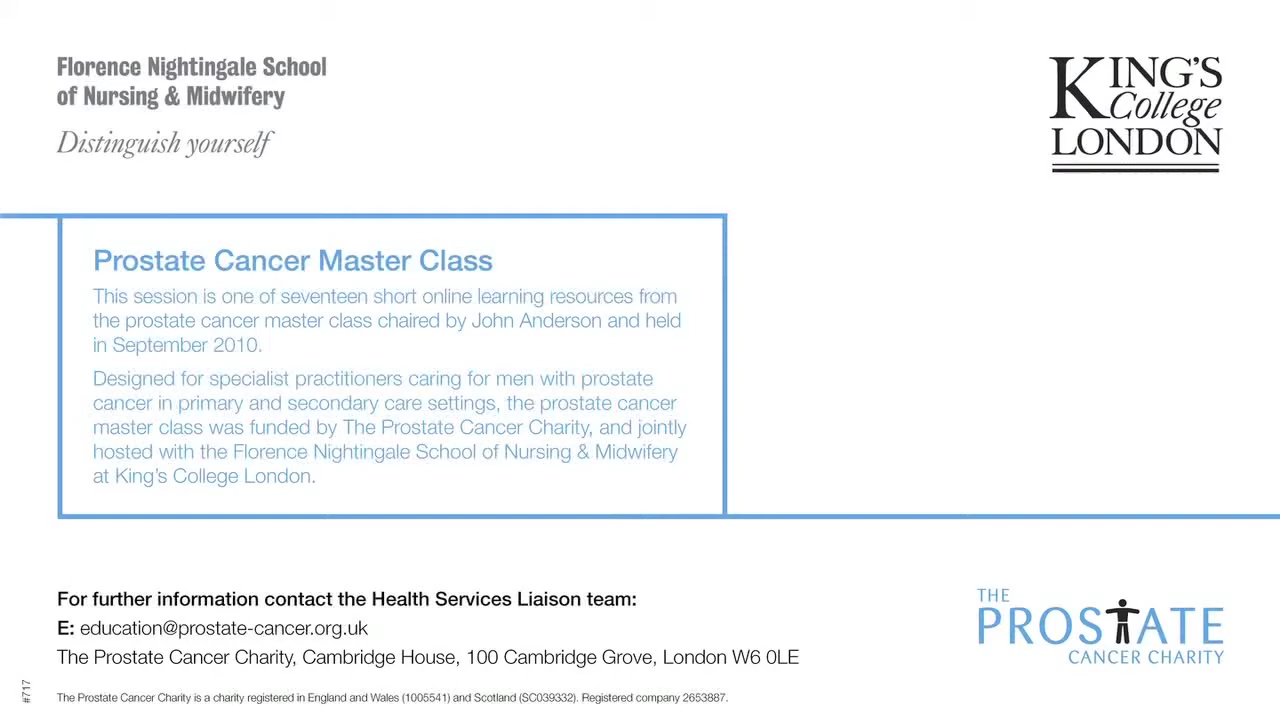 Florence Nightingale School
of Nursing & Midwifery
Distinguish yourself
KING'S
College
LONDON
Prostate Cancer Master Class
This session is one of seventeen short online learning resources from
the prostate cancer master class chaired by John Anderson and held
in September 2010.
Designed for specialist practitioners caring for men with prostate
cancer in primary and secondary care settings, the prostate cancer
master class was funded by The Prostate Cancer Charity, and jointly
hosted with the Florence Nightingale School of Nursing & Midwifery
at King’s College London.
For further information contact the Health Services Liaison team:
E: education@prostate-cancer.org.uk
The Prostate Cancer Charity, Cambridge House, 100 Cambridge Grove, London W6 0LE
THE
PROSTATE
CANCER CHARITY
#717
The Prostate Cancer Charity is a charity registered in England and Wales (1005541) and Scotland (SC039332). Registered company 2653887.